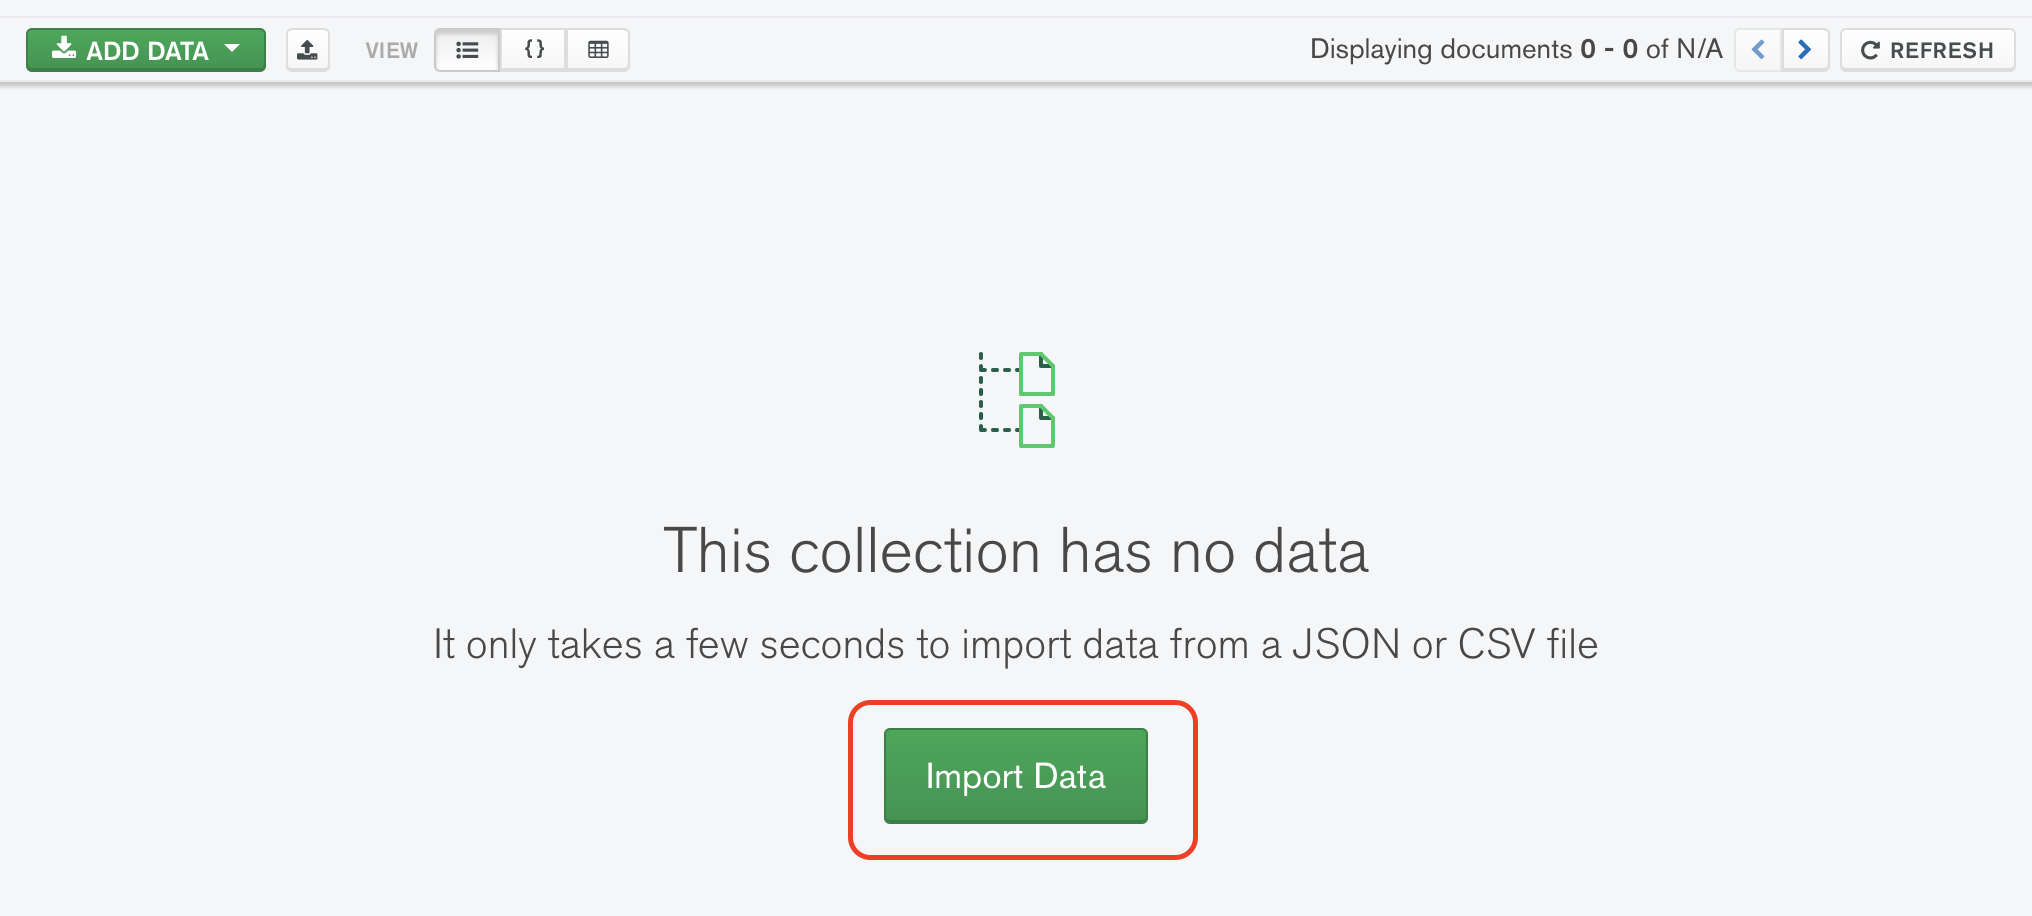 ADD DATA
VIEW
{}
Displaying documents 0 - 0 of N/A
REFRESH
This collection has no data
It only takes a few seconds to import data from a JSON or CSV file
Import Data